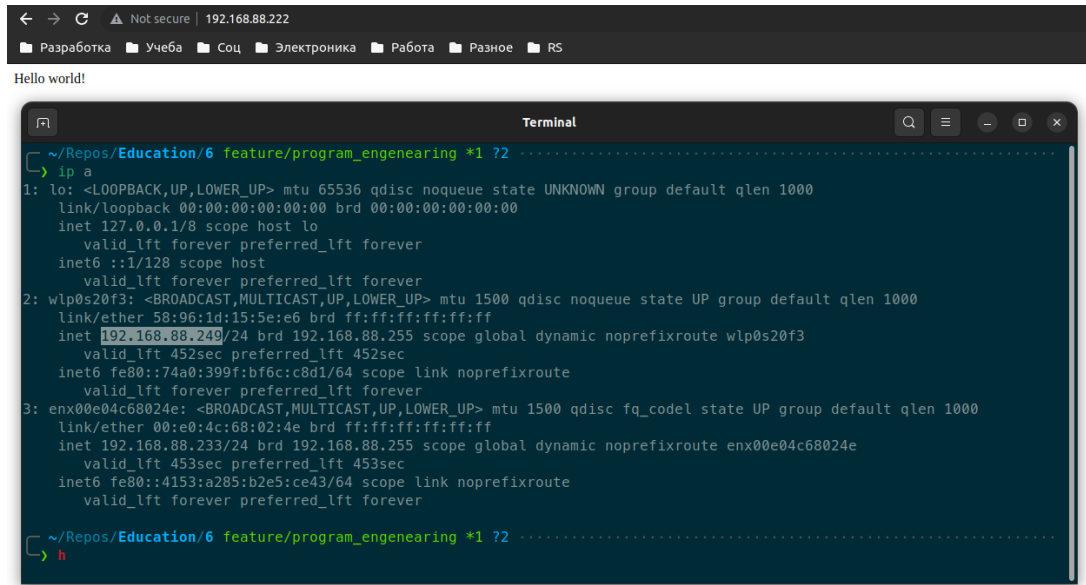 Not secure | 192.168.88.222
Разработка Учеба Соц Электроника Работа Разное RS
Hello world!
Terminal
~/Repos/Education/6 feature/program_engenearing *1 ?2
❯ ip a
1: lo: <LOOPBACK,UP,LOWER_UP> mtu 65536 qdisc noqueue state UNKNOWN group default qlen 1000
link/loopback 00:00:00:00:00:00 brd 00:00:00:00:00:00
inet 127.0.0.1/8 scope host lo
valid_lft forever preferred_lft forever
inet6 ::1/128 scope host
valid_lft forever preferred_lft forever
2: wlp0s20f3: <BROADCAST,MULTICAST,UP,LOWER_UP> mtu 1500 qdisc noqueue state UP group default qlen 1000
link/ether 58:96:1d:15:5e:e6 brd ff:ff:ff:ff:ff:ff
inet 192.168.88.249/24 brd 192.168.88.255 scope global dynamic noprefixroute wlp0s20f3
valid_lft 452sec preferred_lft 452sec
inet6 fe80::74a0:399f:bf6c:c8d1/64 scope link noprefixroute
valid_lft forever preferred_lft forever
3: enx00e04c68024e: <BROADCAST,MULTICAST,UP,LOWER_UP> mtu 1500 qdisc fq_codel state UP group default qlen 1000
link/ether 00:e0:4c:68:02:4e brd ff:ff:ff:ff:ff:ff
inet 192.168.88.233/24 brd 192.168.88.255 scope global dynamic noprefixroute enx00e04c68024e
valid_lft 453sec preferred_lft 453sec
inet6 fe80::4153:a285:b2e5:ce43/64 scope link noprefixroute
valid_lft forever preferred_lft forever
~/Repos/Education/6 feature/program_engenearing *1 ?2
❯ h